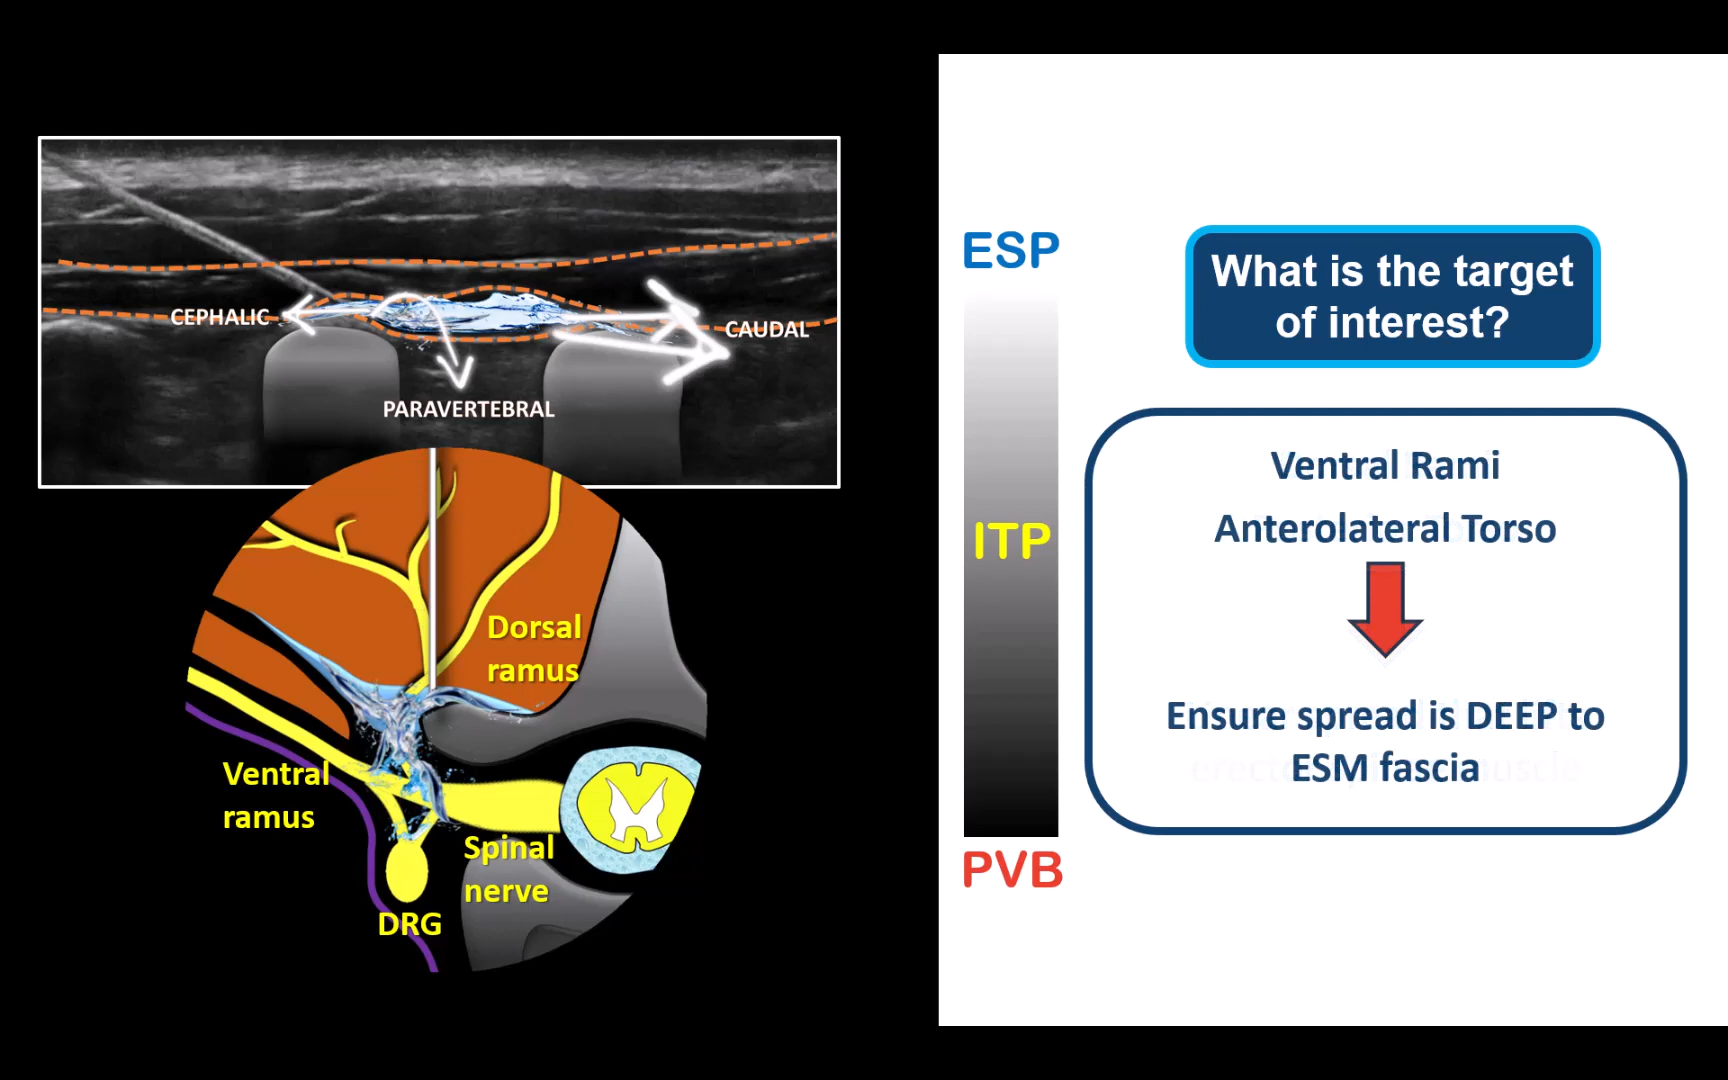 CEPHALIC
CAUDAL
PARAVERTEBRAL
Dorsal
ramus
Ventral
ramus
Spinal
nerve
DRG
ESP
ITP
PVB
What is the target
of interest?
Ventral Rami
Anterolateral Torso
Ensure spread is DEEP to
ESM fascia